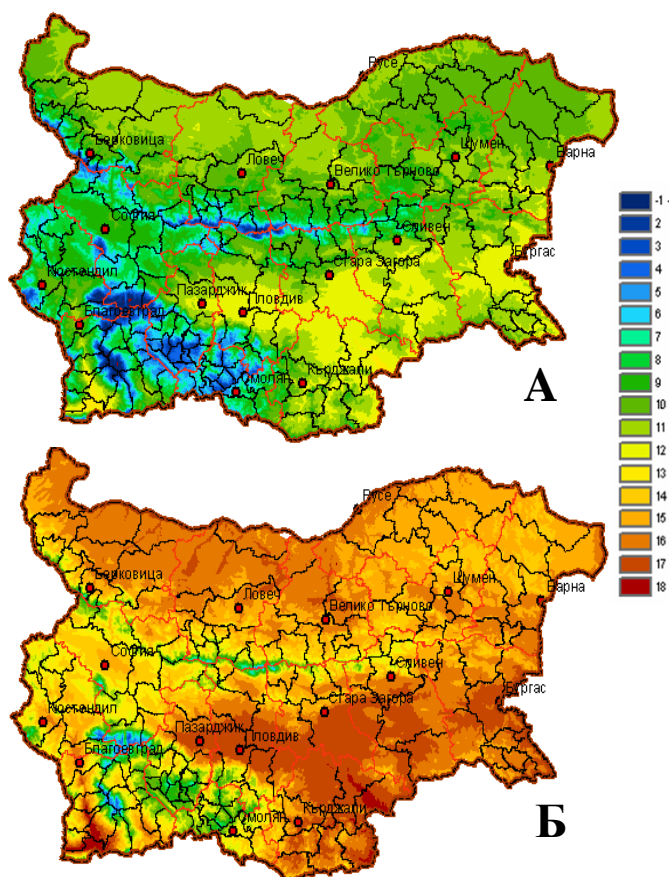 Русе
Берковица
Ловеч
Велико Търново
Шумен
Варна
София
Сливен
Бургас
Кюстендил
Стара Загора
Пазарджик
Пловдив
Благоевград
Смолян
Кърджали
А
-1
2
3
4
5
6
7
8
9
10
11
12
13
14
15
16
17
18
Русе
Берковица
Ловеч
Велико Търново
Шумен
Варна
София
Сливен
Бургас
Кюстендил
Стара Загора
Пазарджик
Пловдив
Благоевград
Смолян
Кърджали
Б